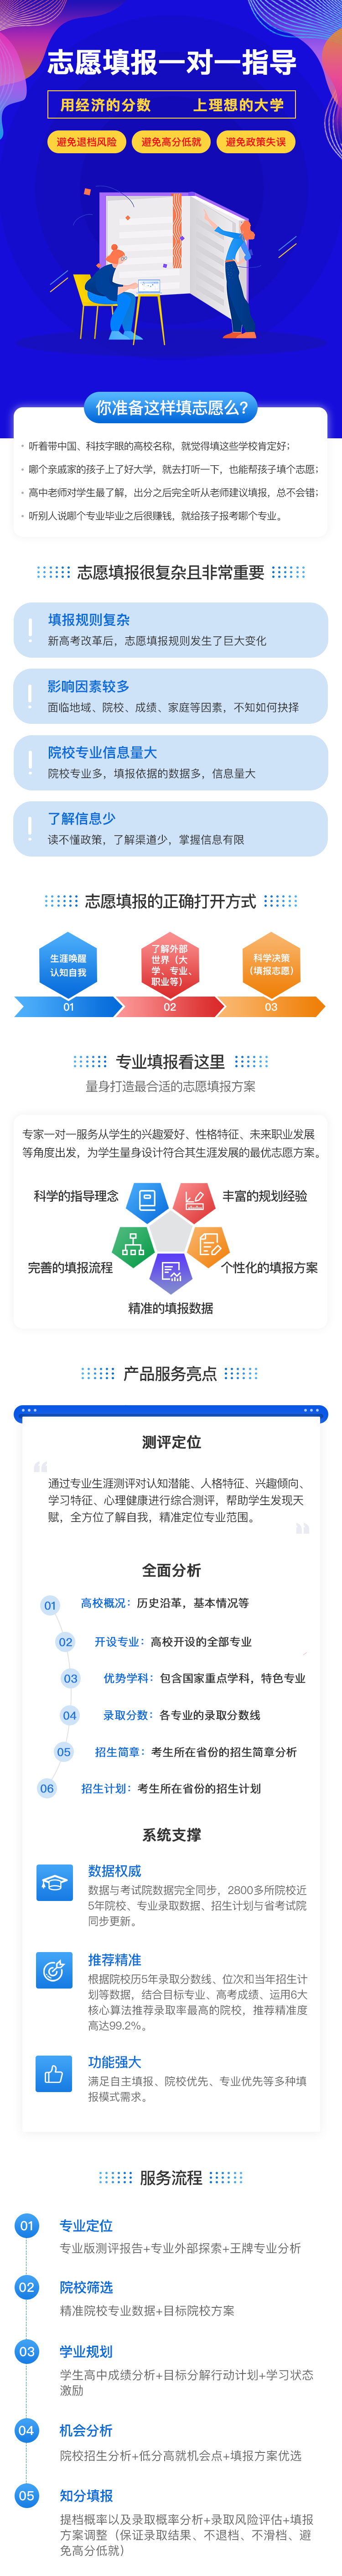 志愿填报一对一指导
用经济的分数 上理想的大学
避免退档风险 避免高分低就 避免政策失误
你准备这样填志愿么?
· 听着带中国、科技字眼的高校名称，就觉得填这些学校肯定好；
· 哪个亲戚家的孩子上了好大学，就去打听一下，也能帮孩子填个志愿；
· 高中老师对学生最了解，出分之后完全听从老师建议填报，总不会错；
· 听别人说哪个专业毕业之后很赚钱，就给孩子报考哪个专业。
志愿填报很复杂且非常重要
填报规则复杂
新高考改革后，志愿填报规则发生了巨大变化
影响因素较多
面临地域、院校、成绩、家庭等因素，不知如何抉择
院校专业信息量大
院校专业多，填报依据的数据多，信息量大
了解信息少
读不懂政策，了解渠道少，掌握信息有限
志愿填报的正确打开方式
生涯唤醒
认知自我
01
了解外部
世界（大
学、专业、
职业等）
02
科学决策
（填报志愿）
03
专业填报看这里
量身打造最合适的志愿填报方案
专家一对一服务从学生的兴趣爱好、性格特征、未来职业发展
等角度出发，为学生量身设计符合其生涯发展的最优志愿方案。
科学的指导理念
丰富的规划经验
完善的填报流程
个性化的填报方案
精准的填报数据
产品服务亮点
测评定位
通过专业生涯测评对认知潜能、人格特征、兴趣倾向、
学习特征、心理健康进行综合测评，帮助学生发现天
赋，全方位了解自我，精准定位专业范围。
全面分析
01 高校概况：历史沿革，基本情况等
02 开设专业：高校开设的全部专业
03 优势学科：包含国家重点学科，特色专业
04 录取分数：各专业的录取分数线
05 招生简章：考生所在省份的招生简章分析
06 招生计划：考生所在省份的招生计划
系统支撑
数据权威
数据与考试院数据完全同步，2800多所院校近
5年院校、专业录取数据、招生计划与省考试院
同步更新。
推荐精准
根据院校历5年录取分数线、位次和当年招生计
划等数据，结合目标专业、高考成绩、运用6大
核心算法推荐录取率最高的院校，推荐精准度
高达99.2%。
功能强大
满足自主填报、院校优先、专业优先等多种填
报模式需求。
服务流程
01 专业定位
专业版测评报告+专业外部探索+王牌专业分析
02 院校筛选
精准院校专业数据+目标院校方案
03 学业规划
学生高中成绩分析+目标分解行动计划+学习状态
激励
04 机会分析
院校招生分析+低分高就机会点+填报方案优选
05 知分填报
提档概率以及录取概率分析+录取风险评估+填报
方案调整（保证录取结果、不退档、不滑档、避
免高分低就）